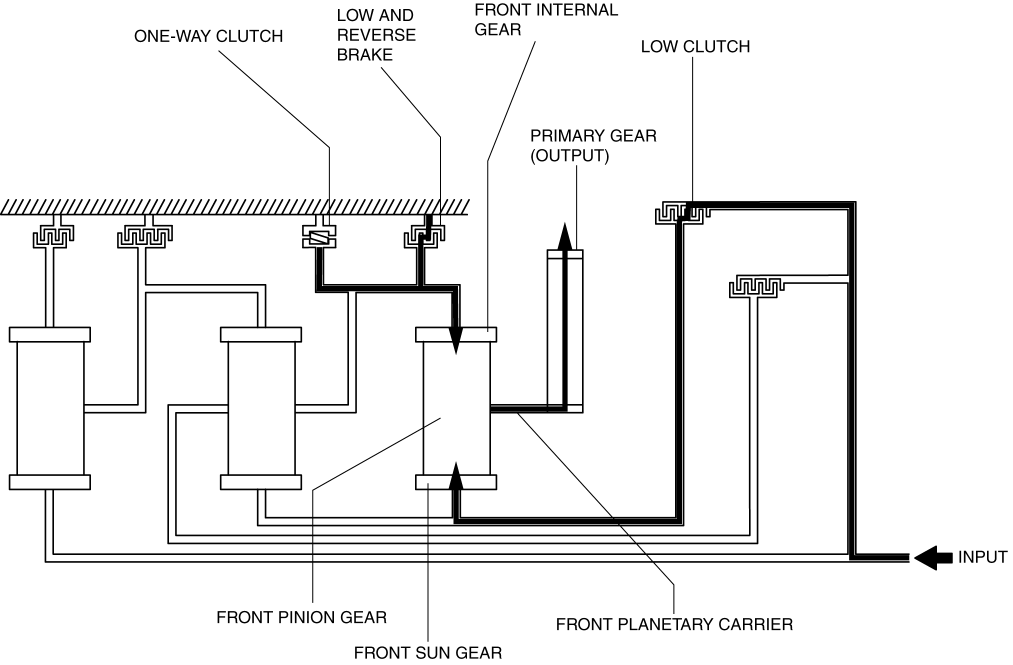 FRONT INTERNAL
GEAR
LOW AND
REVERSE
BRAKE
ONE-WAY CLUTCH
LOW CLUTCH
PRIMARY GEAR
(OUTPUT)
INPUT
FRONT PINION GEAR
FRONT PLANETARY CARRIER
FRONT SUN GEAR